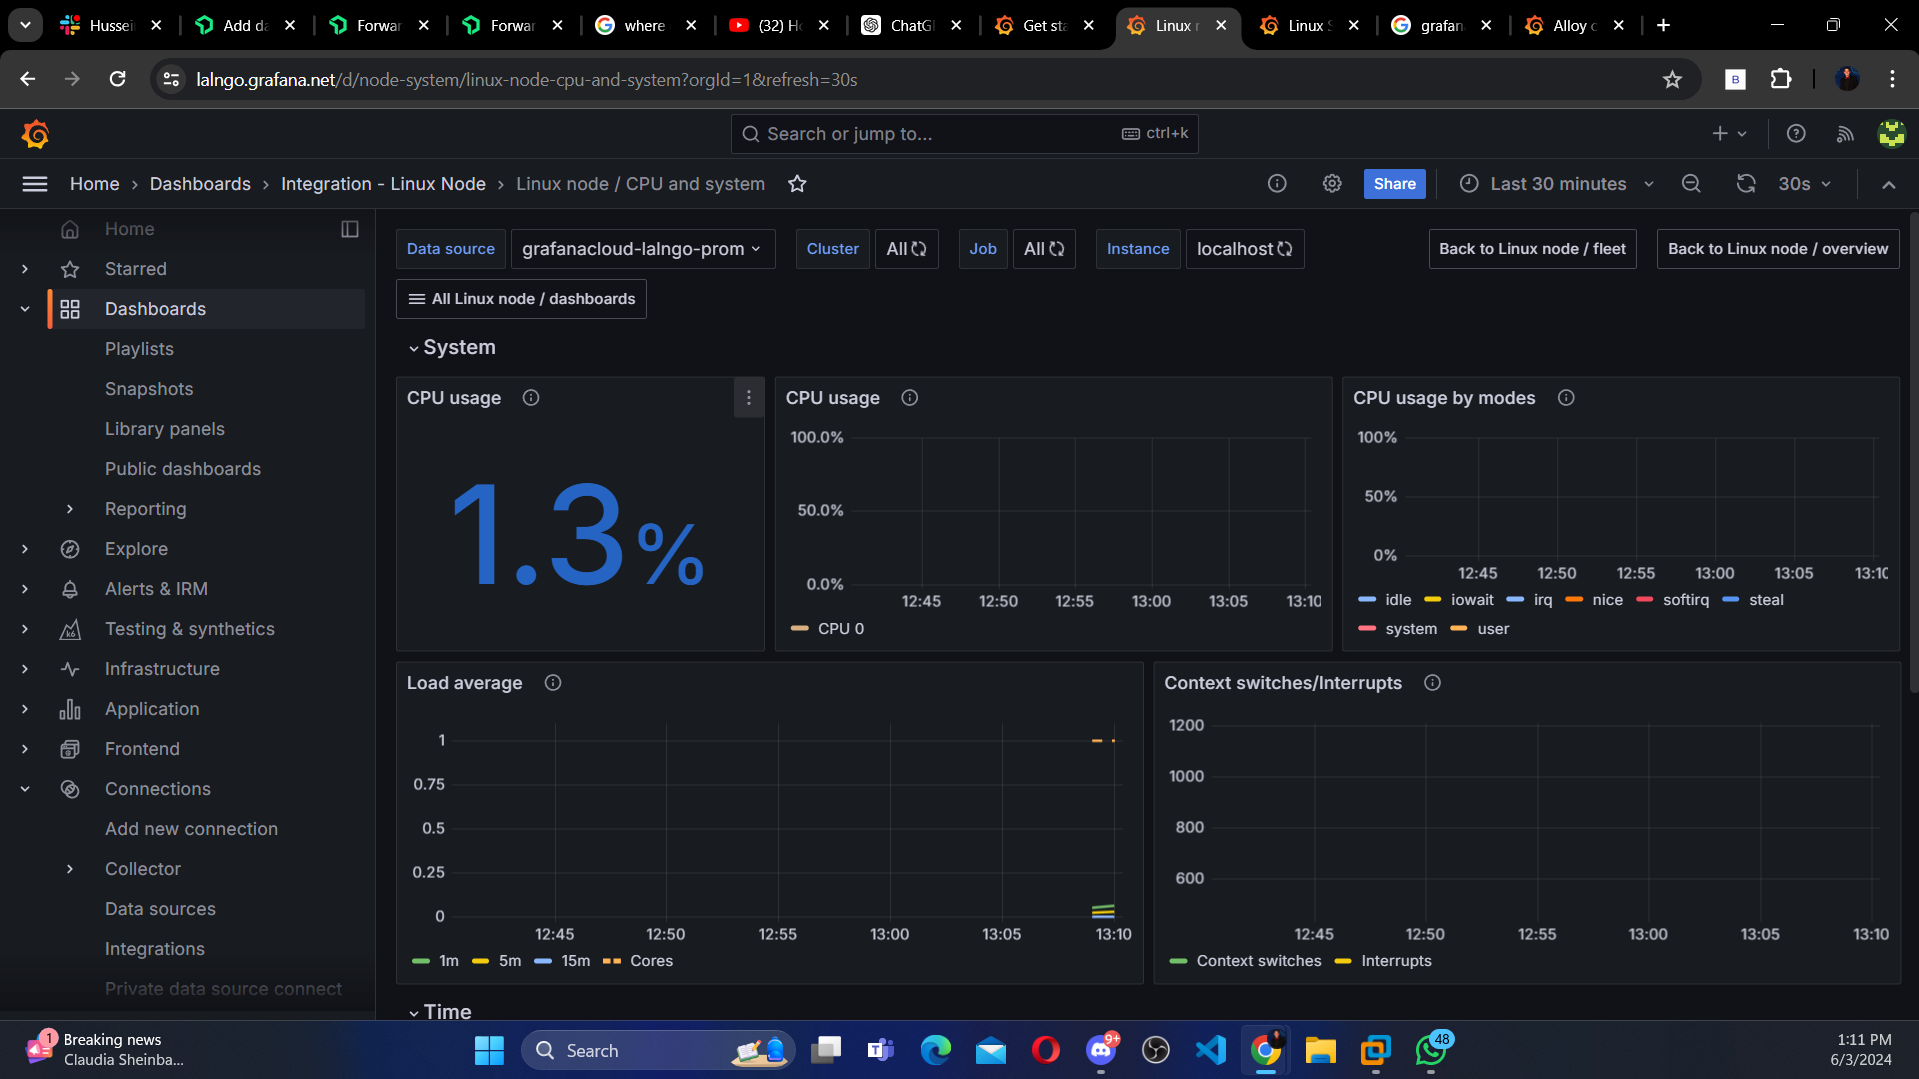 Hussei
Add da
Forwar
Forwar
where
(32) H
ChatG
Get sta
Linux r
Linux S
grafan
Alloy c
lalngo.grafana.net/d/node-system/linux-node-cpu-and-system?orgId=1&refresh=30s
B
Search or jump to...
ctrl+k
Home › Dashboards › Integration - Linux Node › Linux node / CPU and system
Share
Last 30 minutes
30s
Home
Starred
Dashboards
Playlists
Snapshots
Library panels
Public dashboards
Reporting
Explore
Alerts & IRM
Testing & synthetics
Infrastructure
Application
Frontend
Connections
Add new connection
Collector
Data sources
Integrations
Private data source connect
Data source grafanacloud-lalngo-prom
Cluster All
Job All
Instance localhost
Back to Linux node / fleet
Back to Linux node / overview
All Linux node / dashboards
System
CPU usage
1.3%
CPU usage
100.0%
50.0%
0.0%
12:45 12:50 12:55 13:00 13:05 13:10
CPU 0
CPU usage by modes
100%
50%
0%
12:45 12:50 12:55 13:00 13:05 13:10
idle iowait irq nice softirq steal
system user
Load average
1
0.75
0.5
0.25
0
12:45 12:50 12:55 13:00 13:05 13:10
1m 5m 15m Cores
Context switches/Interrupts
1200
1000
800
600
12:45 12:50 12:55 13:00 13:05 13:10
Context switches Interrupts
Time
1
Breaking news
Claudia Sheinba...
Search
9+
48
1:11 PM
6/3/2024